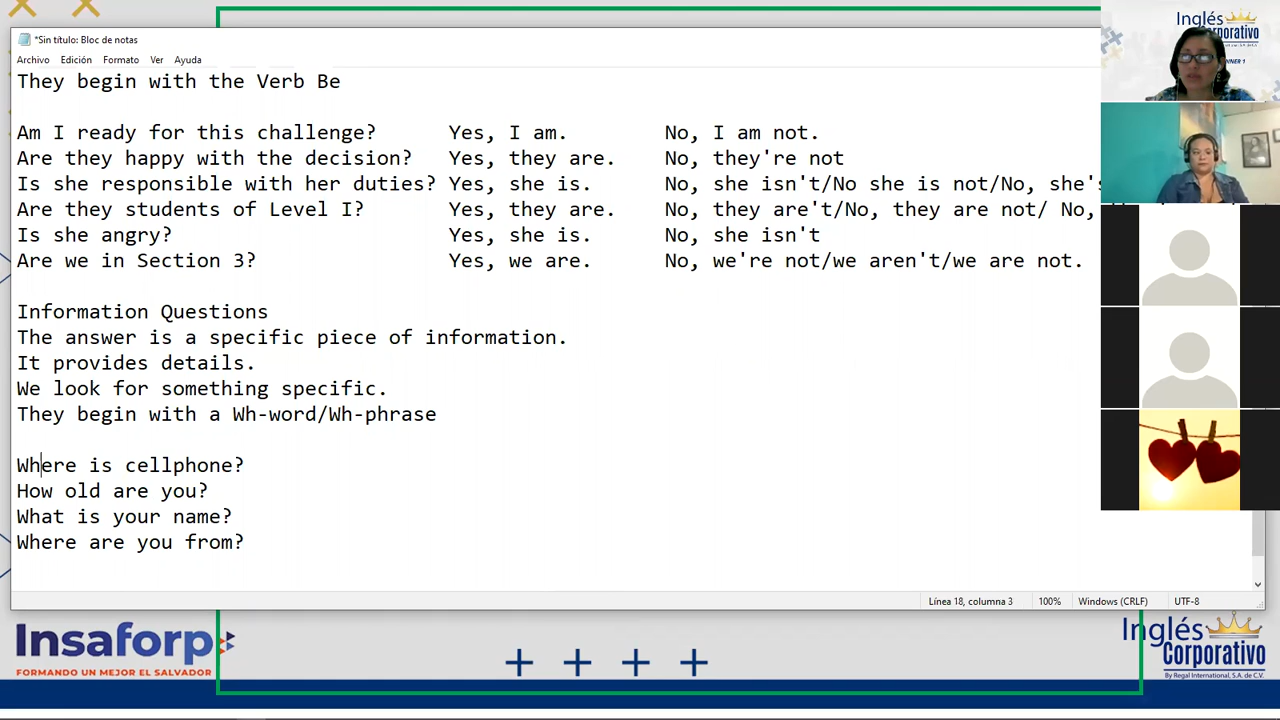 *Sin título: Bloc de notas
Archivo Edición Formato Ver Ayuda
They begin with the Verb Be
Am I ready for this challenge? Yes, I am. No, I am not.
Are they happy with the decision? Yes, they are. No, they're not
Is she responsible with her duties? Yes, she is. No, she isn't/No she is not/No, she's
Are they students of Level I? Yes, they are. No, they are't/No, they are not/ No,
Is she angry? Yes, she is. No, she isn't
Are we in Section 3? Yes, we are. No, we're not/we aren't/we are not.
Information Questions
The answer is a specific piece of information.
It provides details.
We look for something specific.
They begin with a Wh-word/Wh-phrase
Where is cellphone?
How old are you?
What is your name?
Where are you from?
Línea 18, columna 3 100% Windows (CRLF) UTF-8
Insaforp
FORMANDO UN MEJOR EL SALVADOR
Inglés
Corporativo
By Regal International, S.A. de C.V.
Inglés
Corporativo